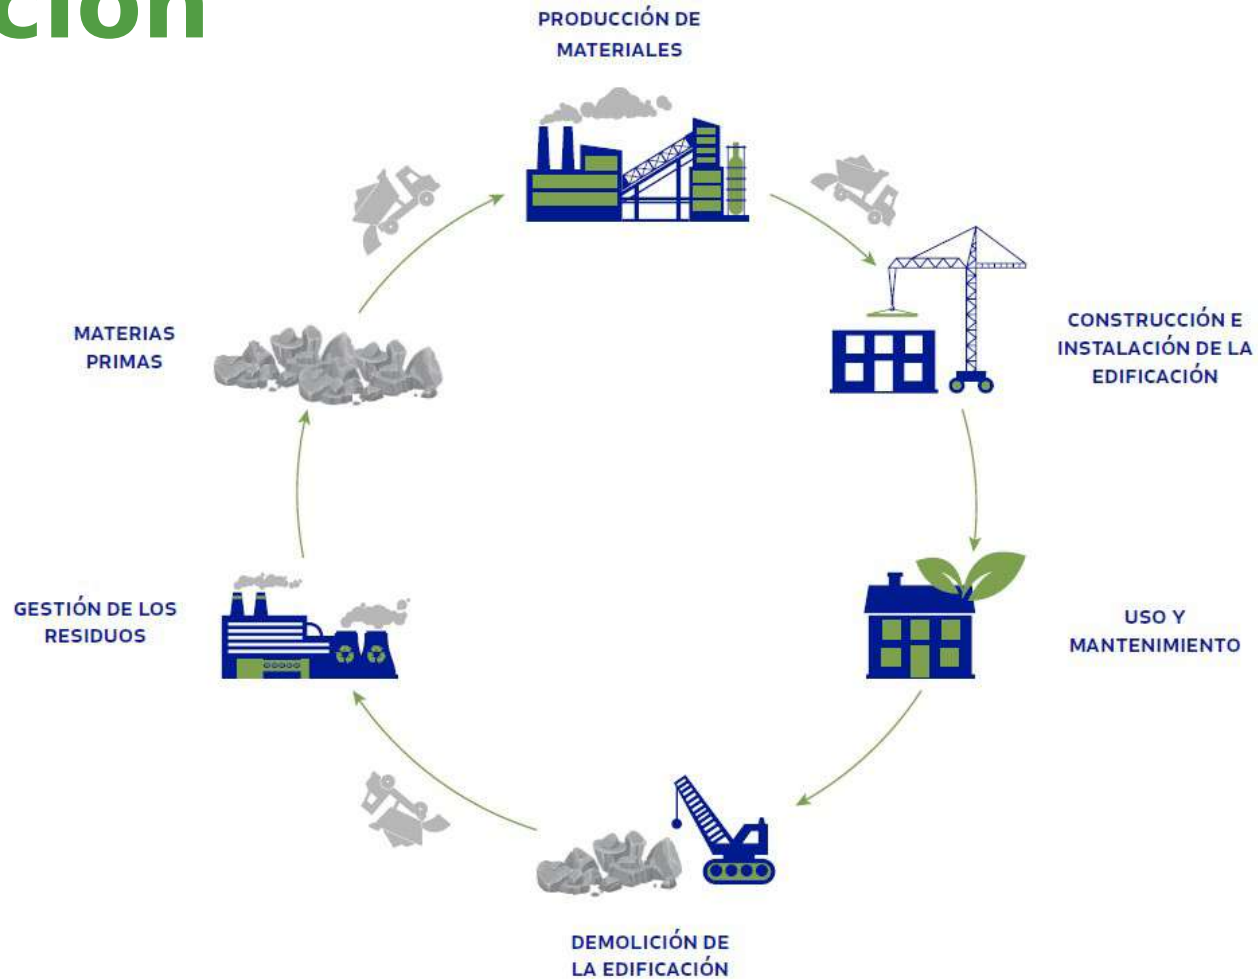 ción
PRODUCCIÓN DE
MATERIALES
CONSTRUCCIÓN E
INSTALACIÓN DE LA
EDIFICACIÓN
USO Y
MANTENIMIENTO
DEMOLICIÓN DE
LA EDIFICACIÓN
GESTIÓN DE LOS
RESIDUOS
MATERIAS
PRIMAS